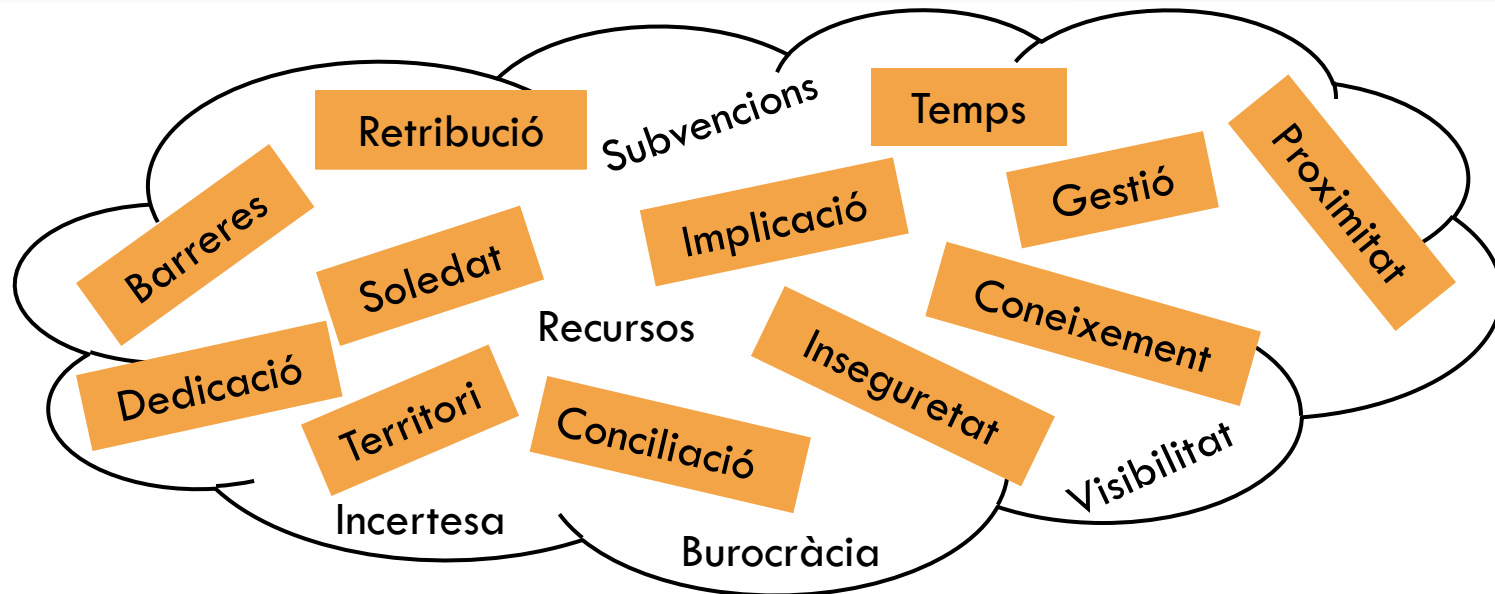 Retribució
Subvencions
Temps
Proximitat
Barreres
Soledat
Implicació
Gestió
Recursos
Coneixement
Dedicació
Territori
Conciliació
Inseguretat
Visibilitat
Incertesa
Burocràcia